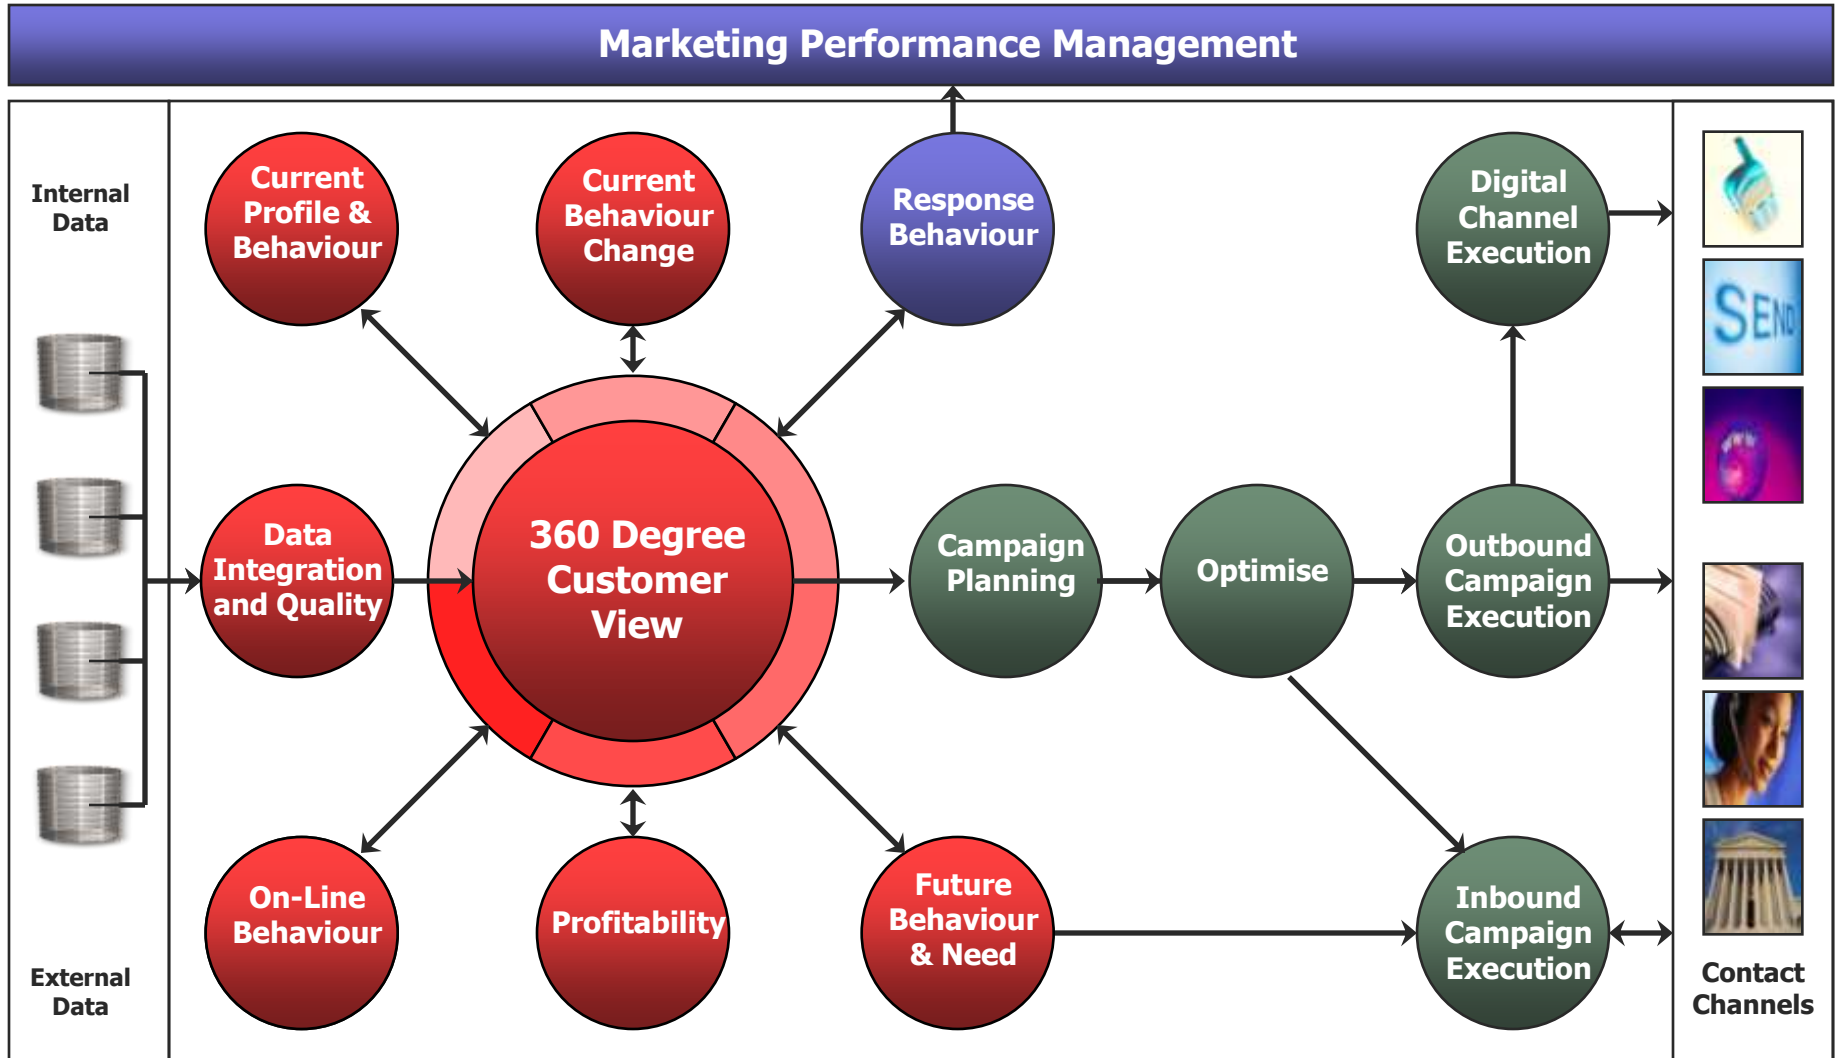 Marketing Performance Management
Internal
Data
Current
Profile &
Behaviour
Current
Behaviour
Change
Response
Behaviour
Digital
Channel
Execution
SEND
www
Data
Integration
and Quality
360 Degree
Customer
View
Campaign
Planning
Optimise
Outbound
Campaign
Execution
On-Line
Behaviour
Profitability
Future
Behaviour
& Need
Inbound
Campaign
Execution
External
Data
Contact
Channels